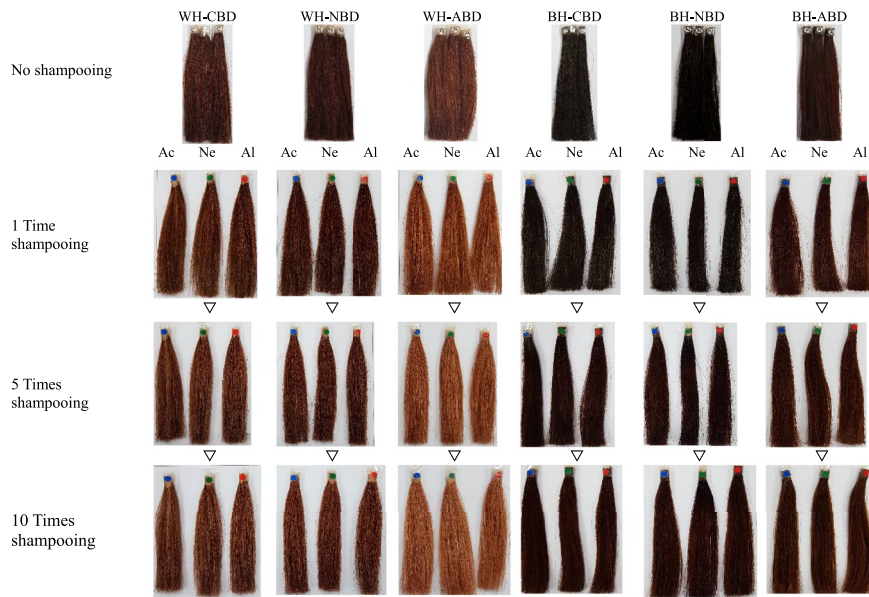 WH-CBD WH-NBD WH-ABD BH-CBD BH-NBD BH-ABD
No shampooing
Ac Ne Al Ac Ne Al Ac Ne Al Ac Ne Al Ac Ne Al Ac Ne Al
1 Time
shampooing
5 Times
shampooing
10 Times
shampooing